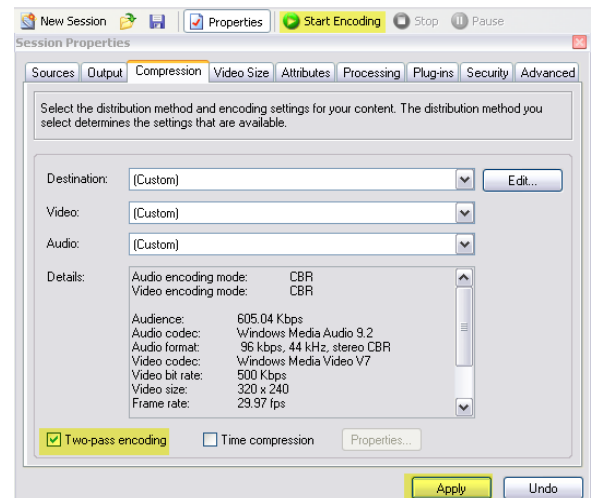 New Session Properties Start Encoding Stop Pause
Session Properties
Sources Output Compression Video Size Attributes Processing Plug-ins Security Advanced
Select the distribution method and encoding settings for your content. The distribution method you
select determines the settings that are available.
Destination: (Custom) Edit...
Video: (Custom)
Audio: (Custom)
Details: Audio encoding mode: CBR
Video encoding mode: CBR
Audience: 605.04 Kbps
Audio codec: Windows Media Audio 9.2
Audio format: 96 kbps, 44 kHz, stereo CBR
Video codec: Windows Media Video V7
Video bit rate: 500 Kbps
Video size: 320 x 240
Frame rate: 29.97 fps
Two-pass encoding Time compression Properties...
Apply Undo